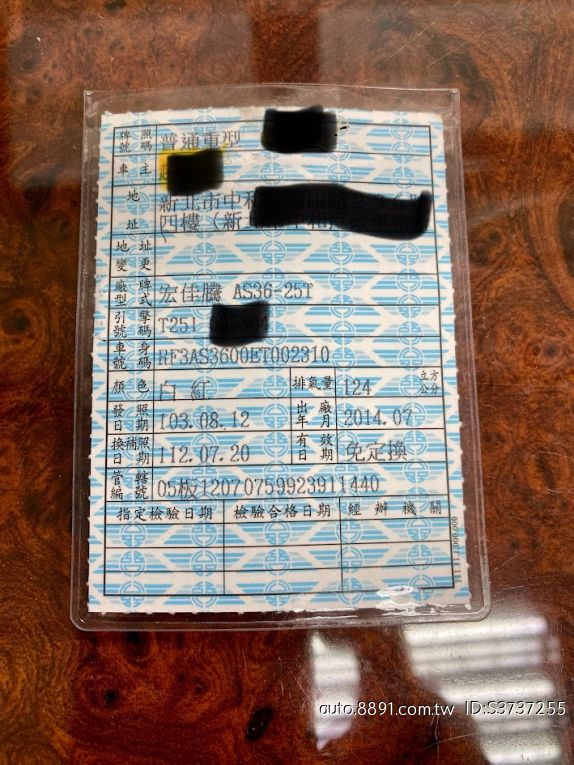 牌照號碼 普通重型
車主
地址 新北市中和
四樓(新
地址變更
廠牌型式 宏佳騰 AS36-25T
引擎號碼 T251
車身號碼 RF3AS3600ET002310
顏色 白 紅 排氣量 124 立方公分
發照日期 103.08.12 出廠年月 2014.07
換補照日期 112.07.20 有效日期 免定換
管轄編號 05板12070759923911440
指定檢驗日期 檢驗合格日期 經辦機關
auto.8891.com.tw ID:S3737255